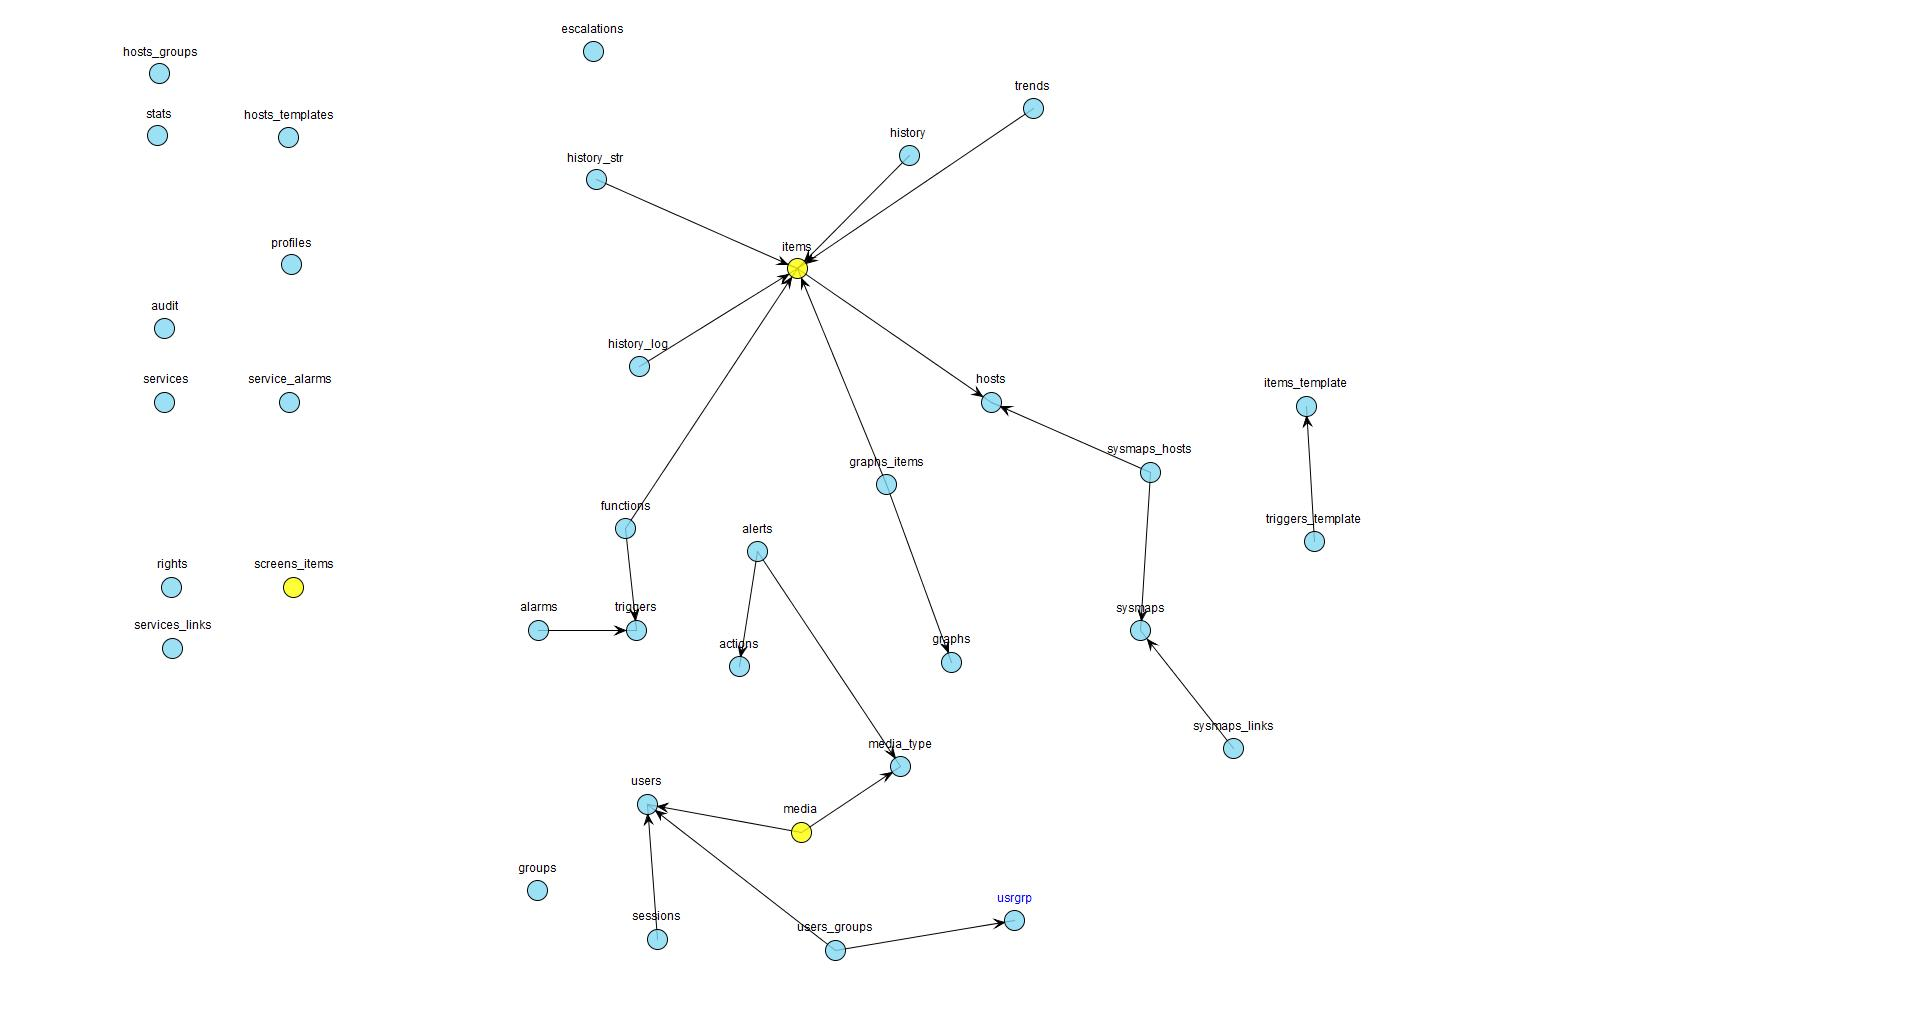 escalations
hosts_groups
trends
stats
hosts_templates
history
history_str
profiles
items
audit
history_log
services
service_alarms
hosts
items_template
sysmaps_hosts
graphs_items
functions
triggers_template
alerts
rights
screens_items
alarms
triggers
sysmaps
services_links
graphs
actions
sysmaps_links
media_type
users
media
groups
usrgrp
sessions
users_groups